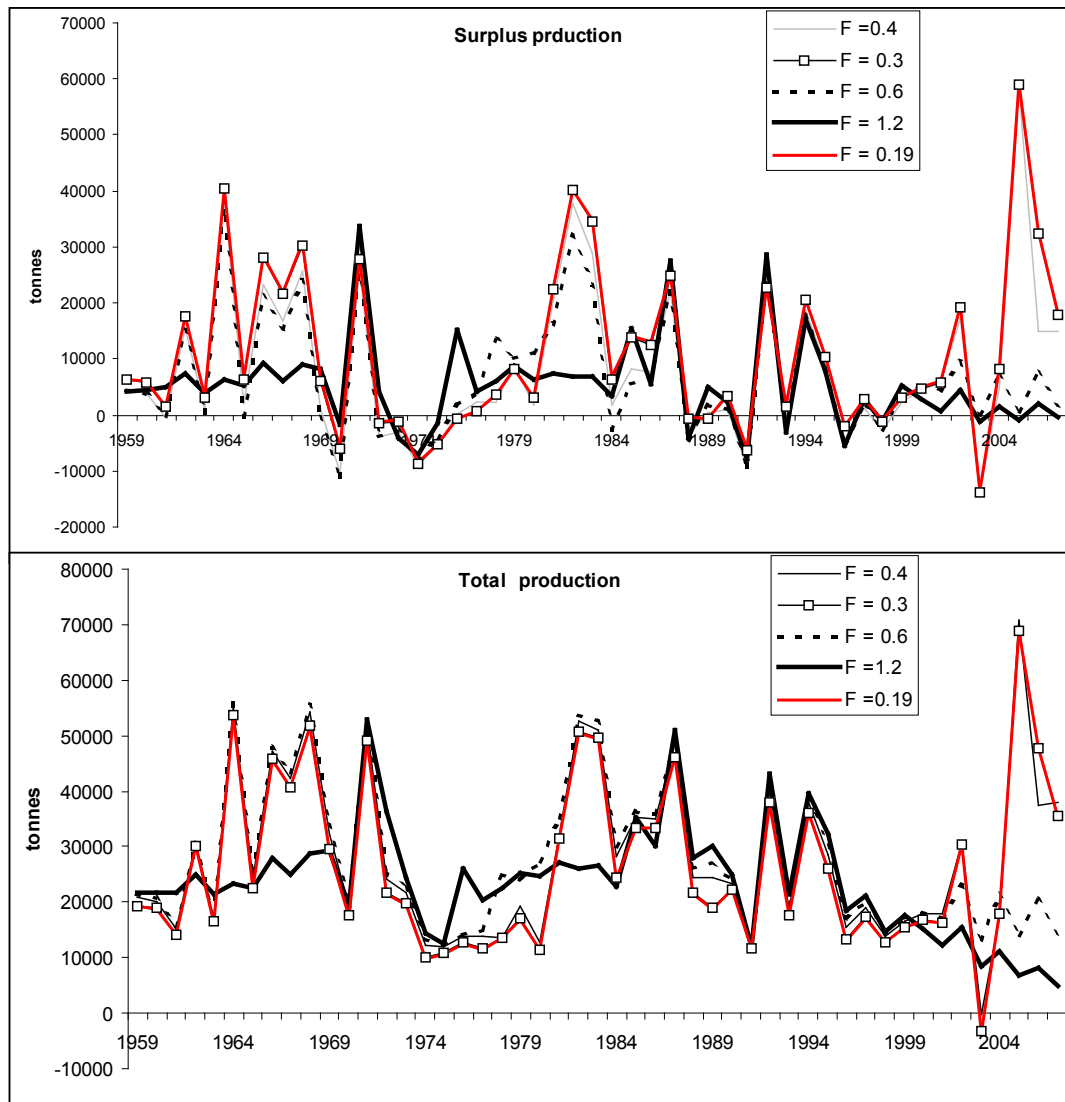 Surplus prduction
F =0.4
F = 0.3
F = 0.6
F = 1.2
F = 0.19
tonnes
70000
60000
50000
40000
30000
20000
10000
0
-10000
-20000
1959 1964 1969 1979 1984 1989 1994 1999 2004
Total production
F = 0.4
F = 0.3
F = 0.6
F =1.2
F =0.19
tonnes
80000
70000
60000
50000
40000
30000
20000
10000
0
-10000
1959 1964 1969 1974 1979 1984 1989 1994 1999 2004